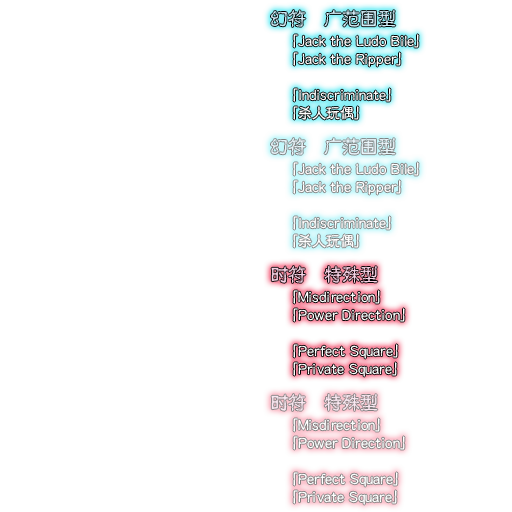 幻符　广范围型
「Jack the Ludo Bile」
「Jack the Ripper」
「Indiscriminate」
「杀人玩偶」
幻符　广范围型
「Jack the Ludo Bile」
「Jack the Ripper」
「Indiscriminate」
「杀人玩偶」
时符　特殊型
「Misdirection」
「Power Direction」
「Perfect Square」
「Private Square」
时符　特殊型
「Misdirection」
「Power Direction」
「Perfect Square」
「Private Square」